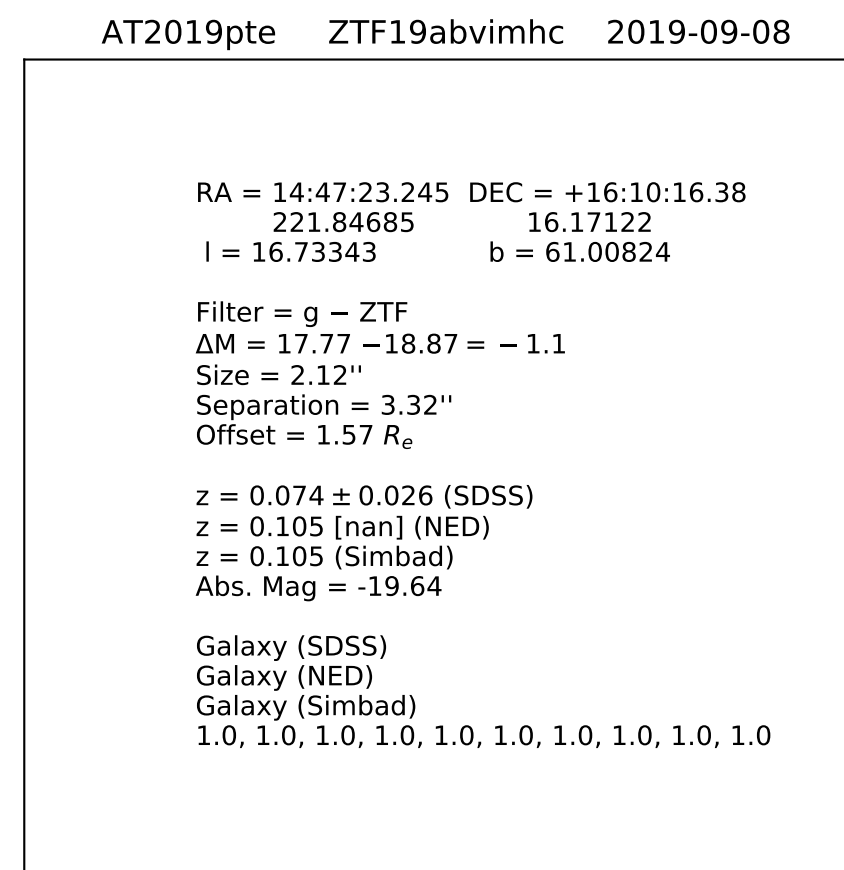 AT2019pte ZTF19abvimhc 2019-09-08
RA = 14:47:23.245 DEC = +16:10:16.38
221.84685 16.17122
l = 16.73343 b = 61.00824
Filter = g − ZTF
ΔM = 17.77 −18.87 = − 1.1
Size = 2.12''
Separation = 3.32''
Offset = 1.57 Re
z = 0.074 ± 0.026 (SDSS)
z = 0.105 [nan] (NED)
z = 0.105 (Simbad)
Abs. Mag = -19.64
Galaxy (SDSS)
Galaxy (NED)
Galaxy (Simbad)
1.0, 1.0, 1.0, 1.0, 1.0, 1.0, 1.0, 1.0, 1.0, 1.0